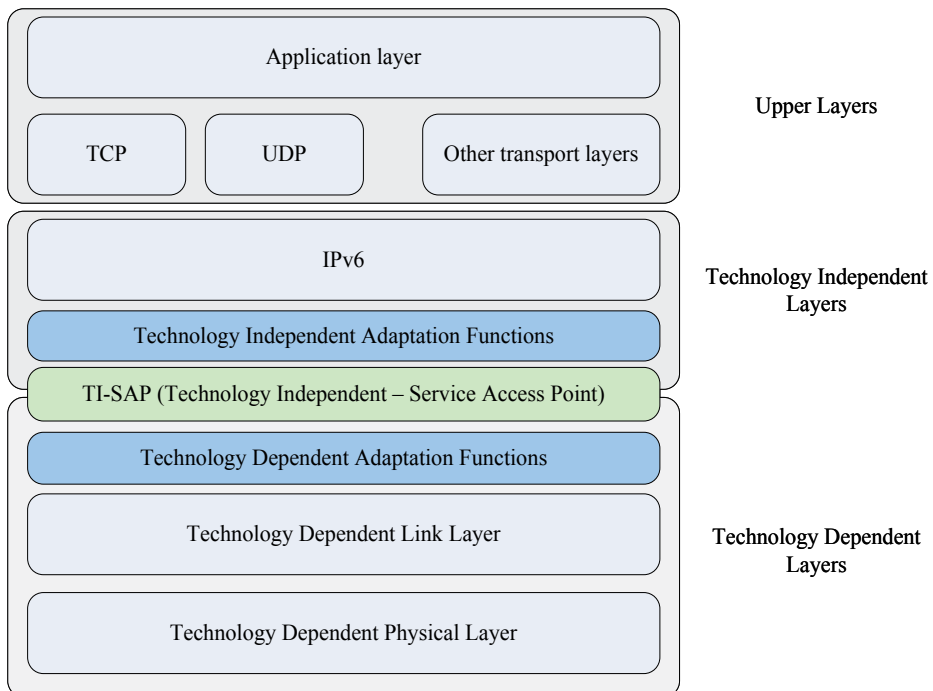 Application layer
Upper Layers
TCP
UDP
Other transport layers
IPv6
Technology Independent
Layers
Technology Independent Adaptation Functions
TI-SAP (Technology Independent – Service Access Point)
Technology Dependent Adaptation Functions
Technology Dependent Link Layer
Technology Dependent
Layers
Technology Dependent Physical Layer